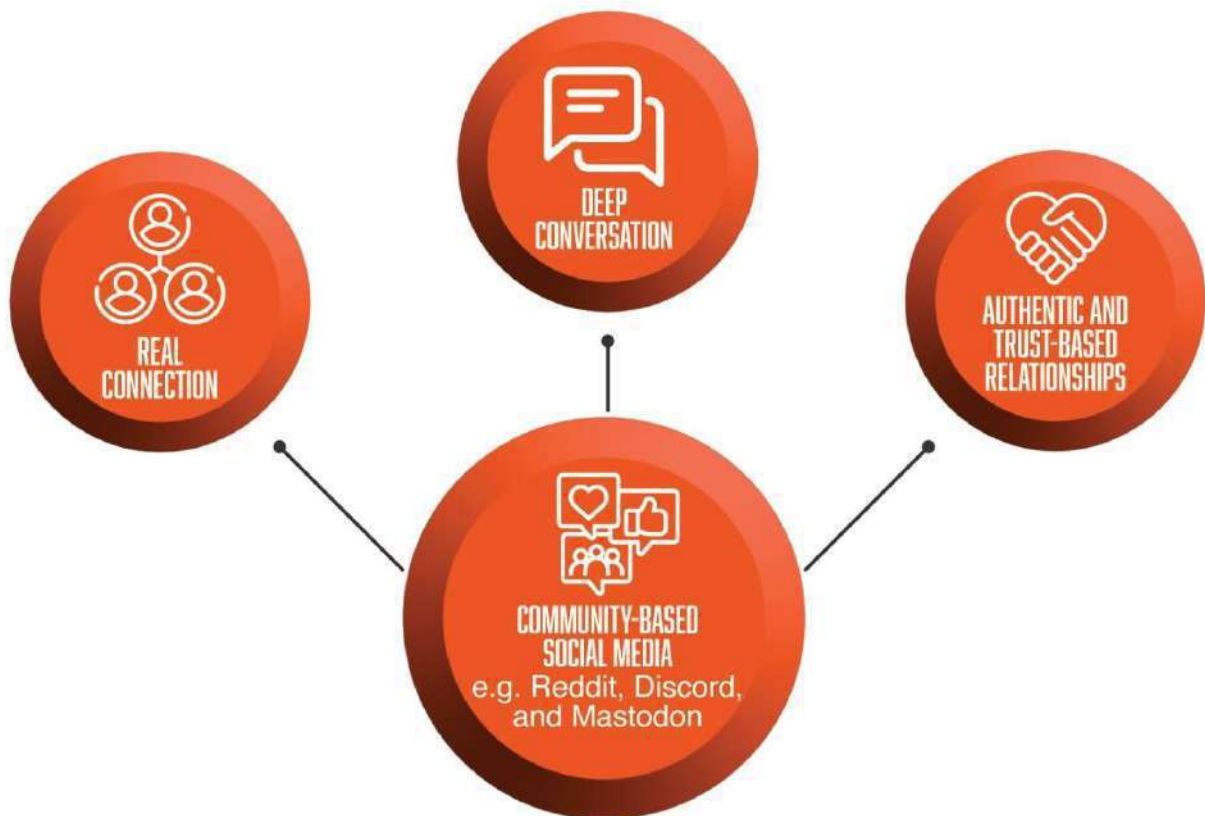 DEEP
CONVERSATION
REAL
CONNECTION
AUTHENTIC AND
TRUST-BASED
RELATIONSHIPS
COMMUNITY-BASED
SOCIAL MEDIA
e.g. Reddit, Discord,
and Mastodon